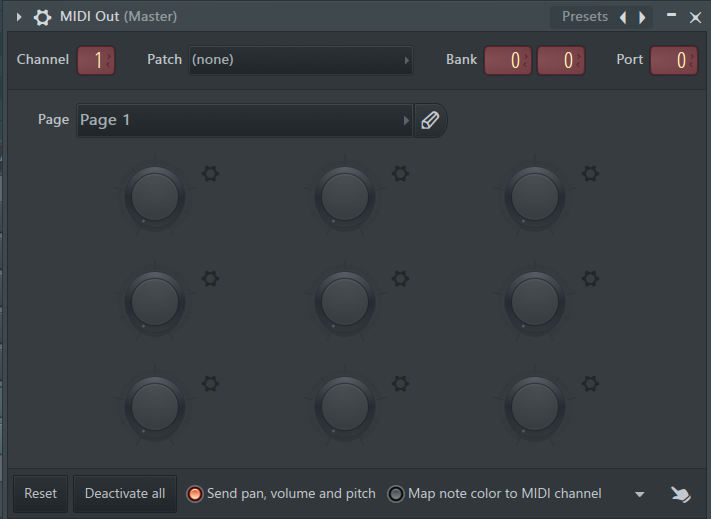 MIDI Out (Master) Presets
Channel 1 Patch (none) Bank 0 0 Port 0
Page Page 1
Reset Deactivate all Send pan, volume and pitch Map note color to MIDI channel